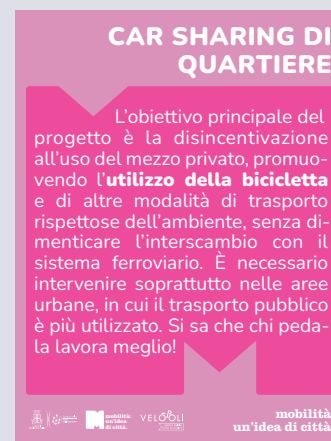 CAR SHARING DI
QUARTIERE
L'obiettivo principale del
progetto è la disincentivazione
all'uso del mezzo privato, promuo-
vendo l'utilizzo della bicicletta
e di altre modalità di trasporto
rispettose dell'ambiente, senza di-
menticare l'interscambio con il
sistema ferroviario. È necessario
intervenire soprattutto nelle aree
urbane, in cui il trasporto pubblico
è più utilizzato. Si sa che chi peda-
la lavora meglio!
mobilità
un'idea
di città
VELOOLI
mobilità
un'idea di città